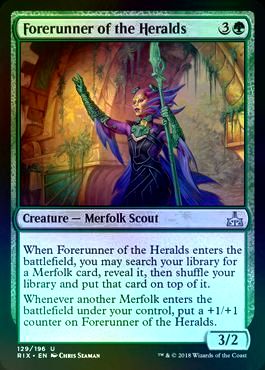 Forerunner of the Heralds 3
Creature — Merfolk Scout
When Forerunner of the Heralds enters the
battlefield, you may search your library for
a Merfolk card, reveal it, then shuffle your
library and put that card on top of it.
Whenever another Merfolk enters the
battlefield under your control, put a +1/+1
counter on Forerunner of the Heralds.
3/2
129/196 U
RIX • EN Chris Seaman
™ & © 2018 Wizards of the Coast